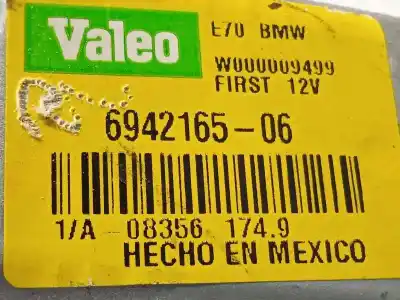 Valeo
E70 BMW
W000009499
FIRST 12V
6942165-06
1/A - 08356 174.9
HECHO EN MEXICO